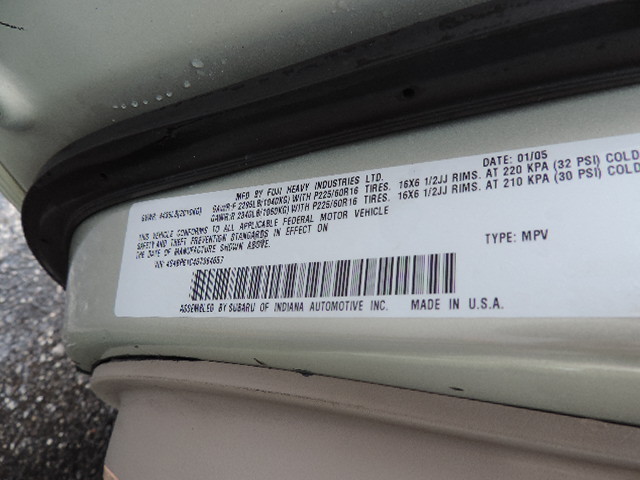 MFD BY FUJI HEAVY INDUSTRIES LTD. DATE: 01/05
GVWR: 4435LB(2010KG) GAWR:F 2295LB(1040KG) WITH P225/60R16 TIRES. 16X6 1/2JJ RIMS. AT 220 KPA (32 PSI) COLD
GAWR:R 2340LB(1060KG) WITH P225/60R16 TIRES. 16X6 1/2JJ RIMS. AT 210 KPA (30 PSI) COLD
THIS VEHICLE CONFORMS TO ALL APPLICABLE FEDERAL MOTOR VEHICLE
SAFETY AND THEFT PREVENTION STANDARDS IN EFFECT ON
THE DATE OF MANUFACTURE SHOWN ABOVE.
VIN: TYPE: MPV
ASSEMBLED BY SUBARU OF INDIANA AUTOMOTIVE INC. MADE IN U.S.A.